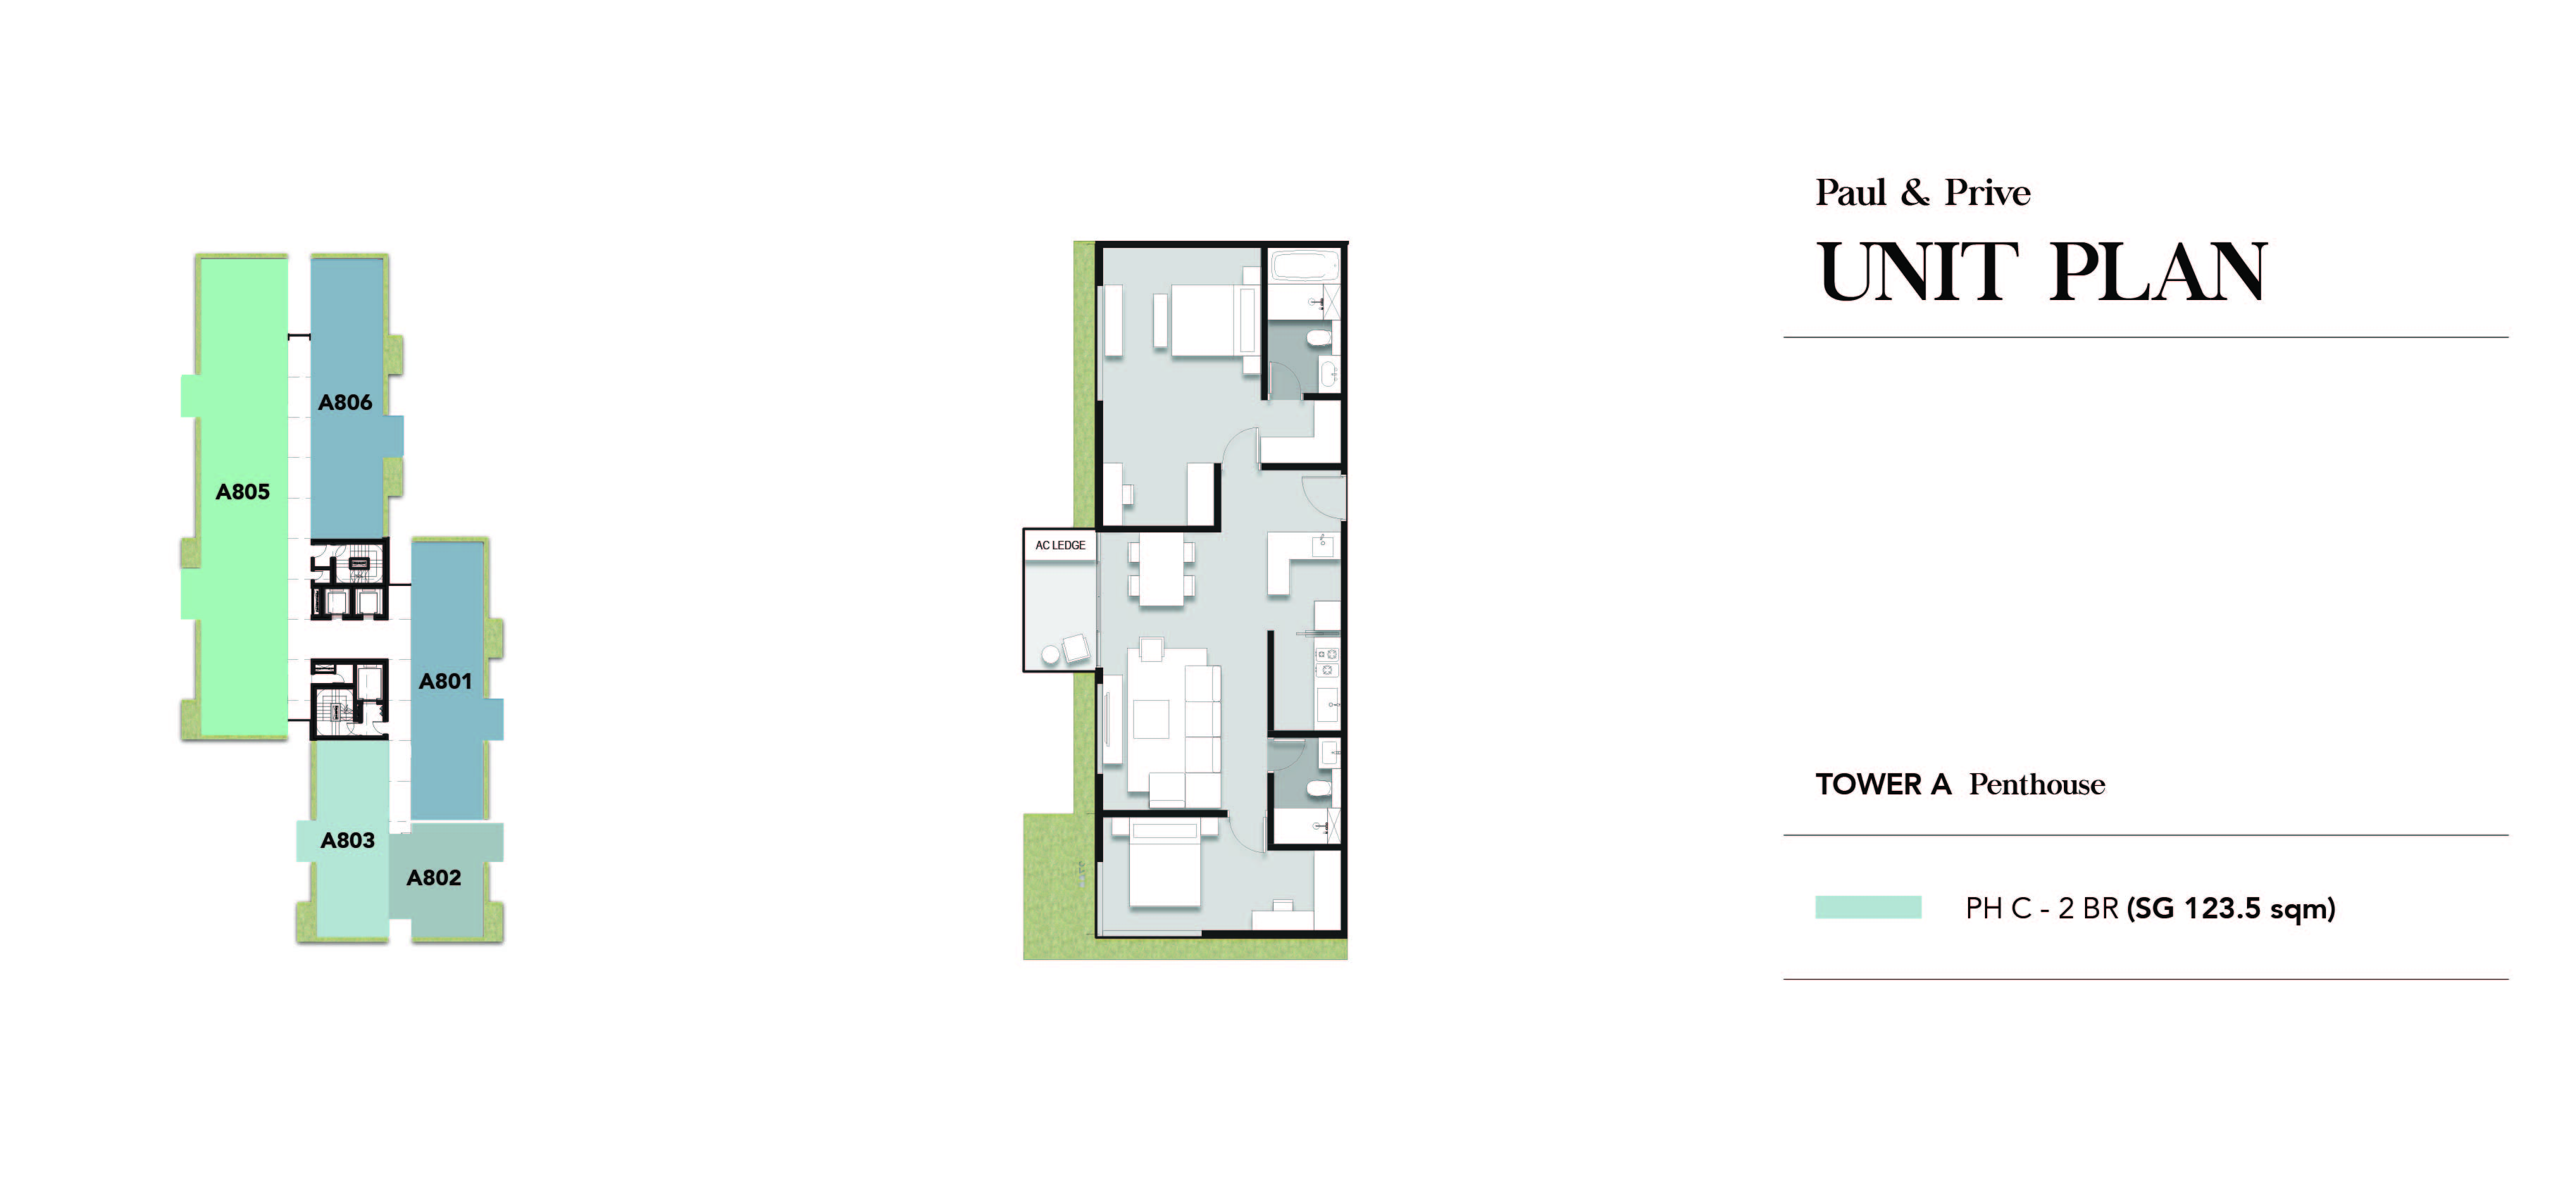 Paul & Prive
UNIT PLAN
A806
A805
A801
A803
A802
AC LEDGE
TOWER A Penthouse
PH C - 2 BR (SG 123.5 sqm)